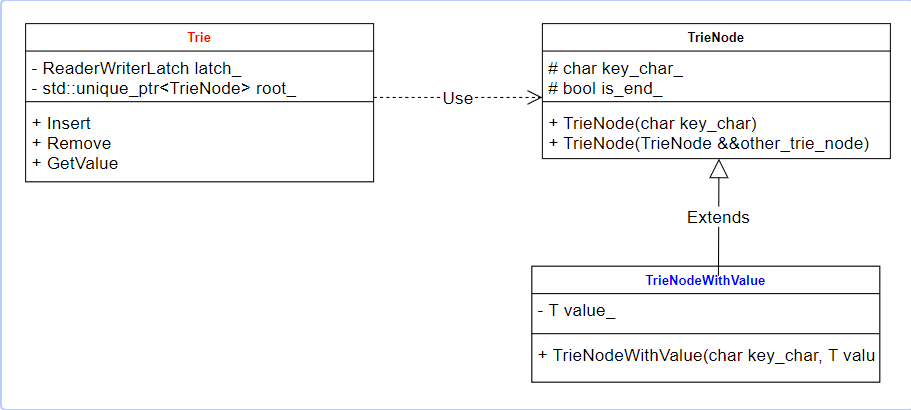 Trie
- ReaderWriterLatch latch_
- std::unique_ptr<TrieNode> root_
+ Insert
+ Remove
+ GetValue
Use
TrieNode
# char key_char_
# bool is_end_
+ TrieNode(char key_char)
+ TrieNode(TrieNode &&other_trie_node)
Extends
TrieNodeWithValue
- T value_
+ TrieNodeWithValue(char key_char, T valu